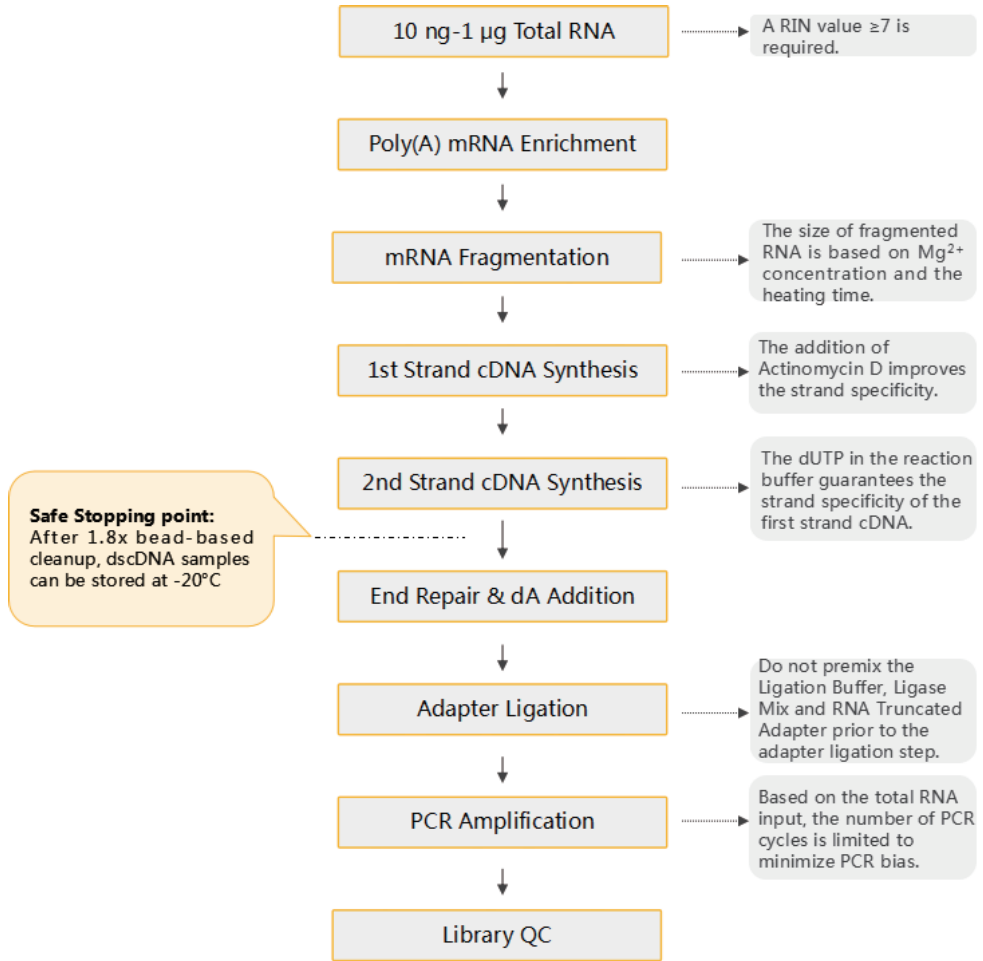 10 ng-1 µg Total RNA
A RIN value ≥7 is
required.
Poly(A) mRNA Enrichment
mRNA Fragmentation
The size of fragmented
RNA is based on Mg²⁺
concentration and the
heating time.
1st Strand cDNA Synthesis
The addition of
Actinomycin D improves
the strand specificity.
2nd Strand cDNA Synthesis
The dUTP in the reaction
buffer guarantees the
strand specificity of the
first strand cDNA.
Safe Stopping point:
After 1.8x bead-based
cleanup, dscDNA samples
can be stored at -20°C
End Repair & dA Addition
Adapter Ligation
Do not premix the
Ligation Buffer, Ligase
Mix and RNA Truncated
Adapter prior to the
adapter ligation step.
PCR Amplification
Based on the total RNA
input, the number of PCR
cycles is limited to
minimize PCR bias.
Library QC